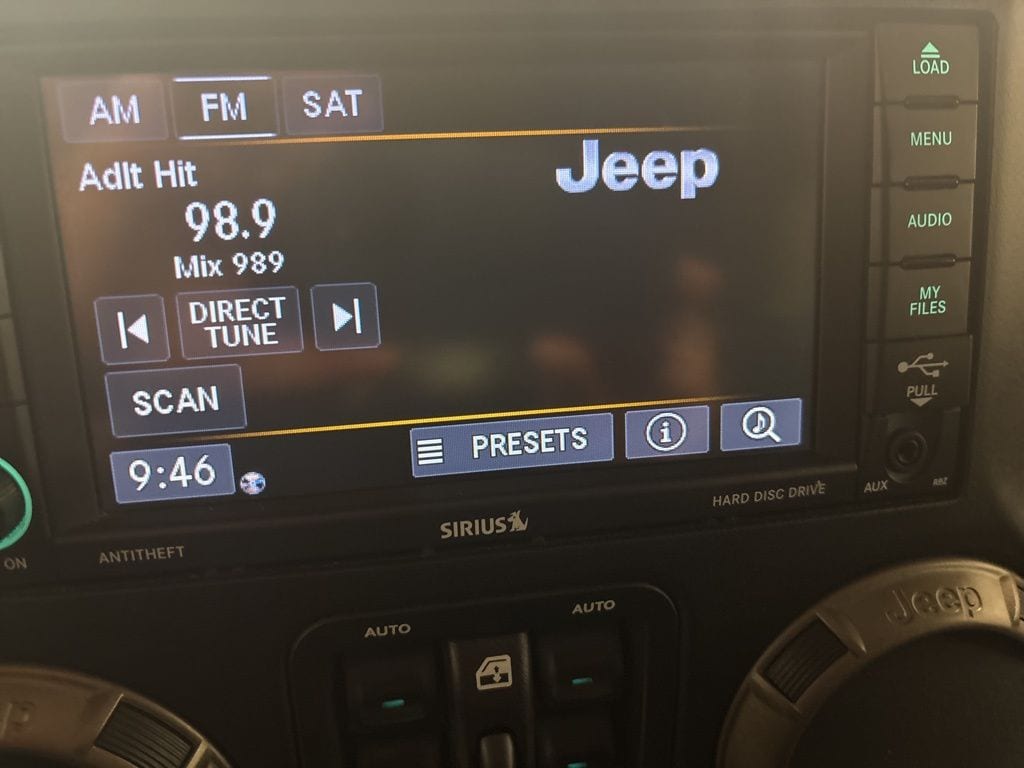 AM FM SAT
Adlt Hit
Jeep
98.9
Mix 989
DIRECT
TUNE
SCAN
9:46
PRESETS
LOAD
MENU
AUDIO
MY
FILES
PULL
AUX
RBZ
HARD DISC DRIVE
SIRIUS
ANTITHEFT
ON
AUTO
AUTO
Jeep